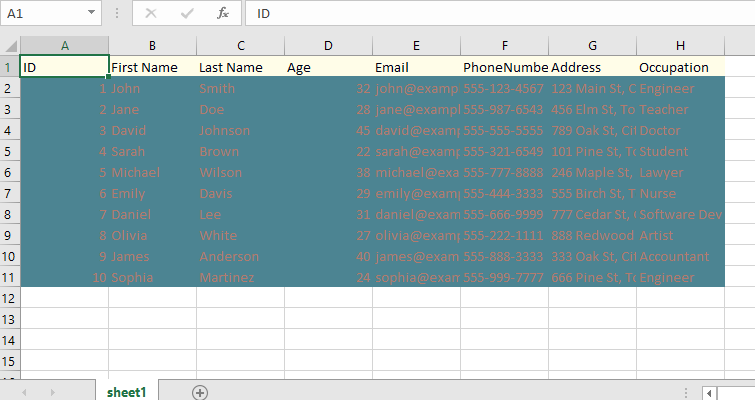 A1 fx ID
A B C D E F G H
1 ID First Name Last Name Age Email PhoneNumbe Address Occupation
2 1 John Smith 32 john@examp 555-123-4567 123 Main St, C Engineer
3 2 Jane Doe 28 jane@exampl 555-987-6543 456 Elm St, To Teacher
4 3 David Johnson 45 david@examp 555-555-5555 789 Oak St, Cit Doctor
5 4 Sarah Brown 22 sarah@exam 555-321-6549 101 Pine St, To Student
6 5 Michael Wilson 38 michael@exa 555-777-8888 246 Maple St, Lawyer
7 6 Emily Davis 29 emily@exam 555-444-3333 555 Birch St, T Nurse
8 7 Daniel Lee 31 daniel@exam 555-666-9999 777 Cedar St, Software Dev
9 8 Olivia White 27 olivia@exam 555-222-1111 888 Redwood Artist
10 9 James Anderson 40 james@exam 555-888-3333 333 Oak St, Cit Accountant
11 10 Sophia Martinez 24 sophia@exam 555-999-7777 666 Pine St, To Engineer
12
13
14
15
sheet1